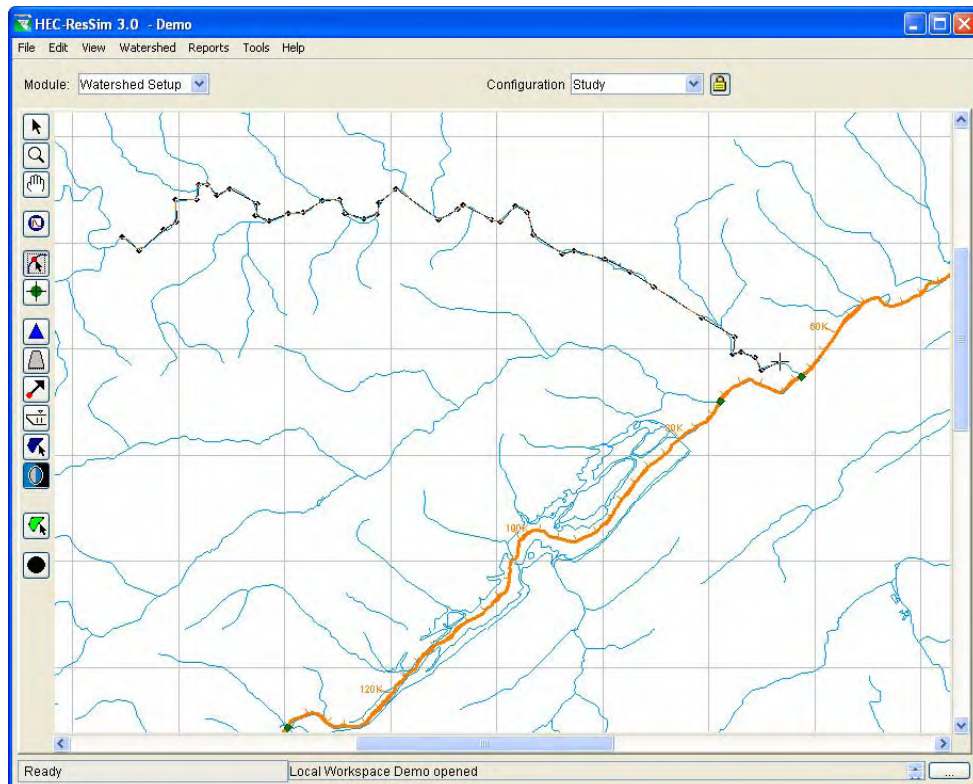 HEC-ResSim 3.0 - Demo
File Edit View Watershed Reports Tools Help
Module: Watershed Setup Configuration Study
60K
80K
100K
120K
Ready Local Workspace Demo opened ...